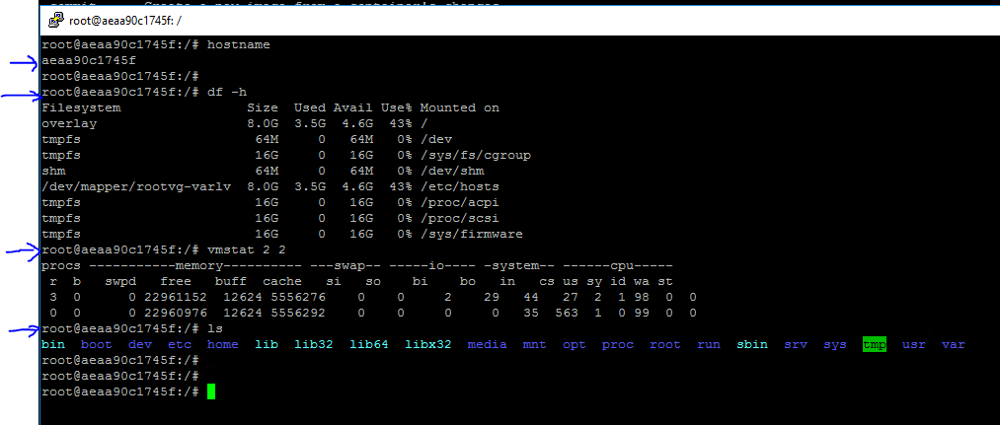 commit Create a new image from a container's changes
root@aeaa90c1745f: /
root@aeaa90c1745f:/# hostname
aeaa90c1745f
root@aeaa90c1745f:/#
root@aeaa90c1745f:/# df -h
Filesystem Size Used Avail Use% Mounted on
overlay 8.0G 3.5G 4.6G 43% /
tmpfs 64M 0 64M 0% /dev
tmpfs 16G 0 16G 0% /sys/fs/cgroup
shm 64M 0 64M 0% /dev/shm
/dev/mapper/rootvg-varlv 8.0G 3.5G 4.6G 43% /etc/hosts
tmpfs 16G 0 16G 0% /proc/acpi
tmpfs 16G 0 16G 0% /proc/scsi
tmpfs 16G 0 16G 0% /sys/firmware
root@aeaa90c1745f:/# vmstat 2 2
procs -----------memory---------- ---swap-- -----io---- -system-- ------cpu-----
r b swpd free buff cache si so bi bo in cs us sy id wa st
3 0 0 22961152 12624 5556276 0 0 2 29 44 27 2 1 98 0 0
0 0 0 22960976 12624 5556292 0 0 0 0 35 563 1 0 99 0 0
root@aeaa90c1745f:/# ls
bin boot dev etc home lib lib32 lib64 libx32 media mnt opt proc root run sbin srv sys tmp usr var
root@aeaa90c1745f:/#
root@aeaa90c1745f:/#
root@aeaa90c1745f:/#